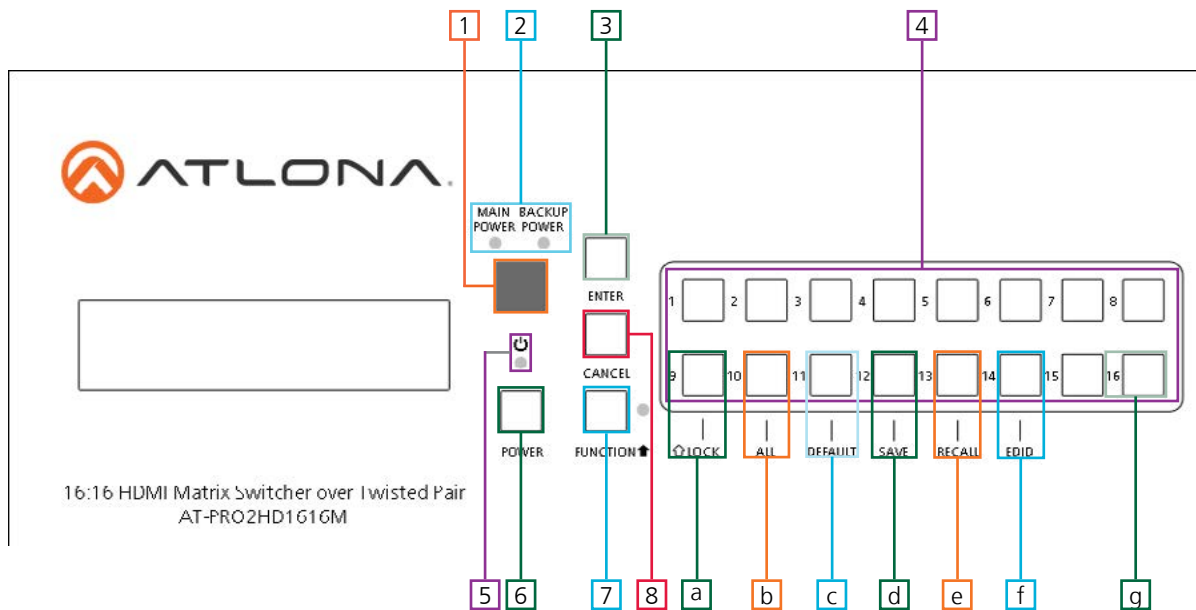 1 2 3 4
ATLONA.
MAIN BACKUP
POWER POWER
ENTER
1 2 3 4 5 6 7 8
CANCEL
9 10 11 12 13 14 15 16
POWER FUNCTION LOCK ALL DEFAULT SAVE RECALL EDID
16:16 HDMI Matrix Switcher over Twisted Pair
AT-PRO2HD1616M
5 6 7 8 a b c d e f g